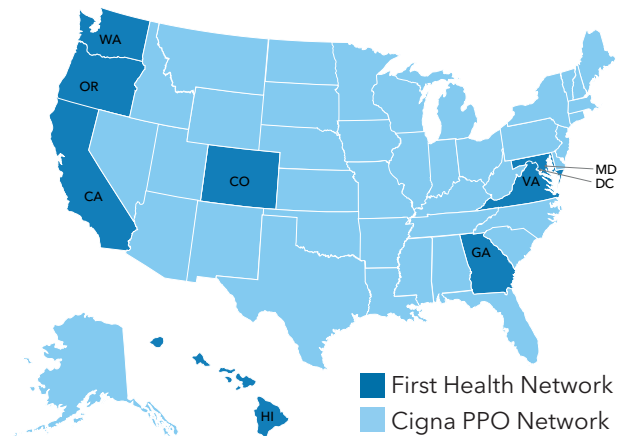 WA
OR
CA
CO
MD
VA
DC
GA
HI
First Health Network
Cigna PPO Network